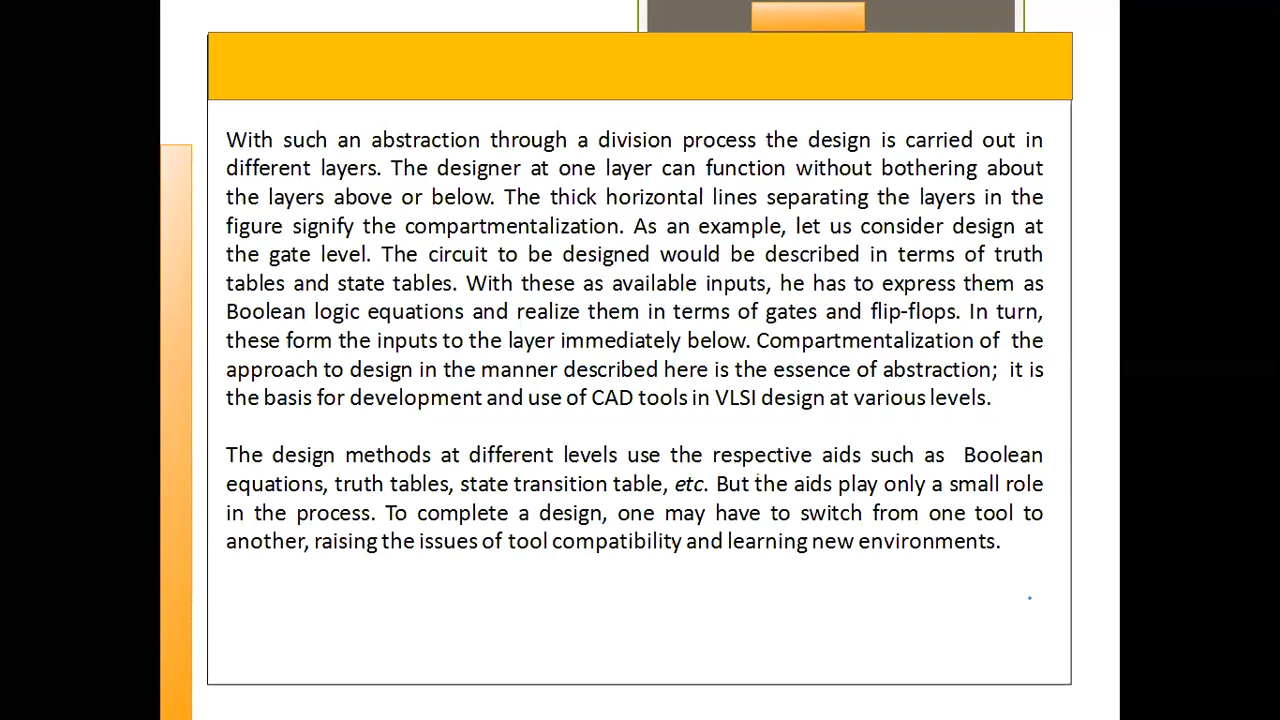 With such an abstraction through a division process the design is carried out in
different layers. The designer at one layer can function without bothering about
the layers above or below. The thick horizontal lines separating the layers in the
figure signify the compartmentalization. As an example, let us consider design at
the gate level. The circuit to be designed would be described in terms of truth
tables and state tables. With these as available inputs, he has to express them as
Boolean logic equations and realize them in terms of gates and flip-flops. In turn,
these form the inputs to the layer immediately below. Compartmentalization of the
approach to design in the manner described here is the essence of abstraction; it is
the basis for development and use of CAD tools in VLSI design at various levels.
The design methods at different levels use the respective aids such as Boolean
equations, truth tables, state transition table, etc. But the aids play only a small role
in the process. To complete a design, one may have to switch from one tool to
another, raising the issues of tool compatibility and learning new environments.